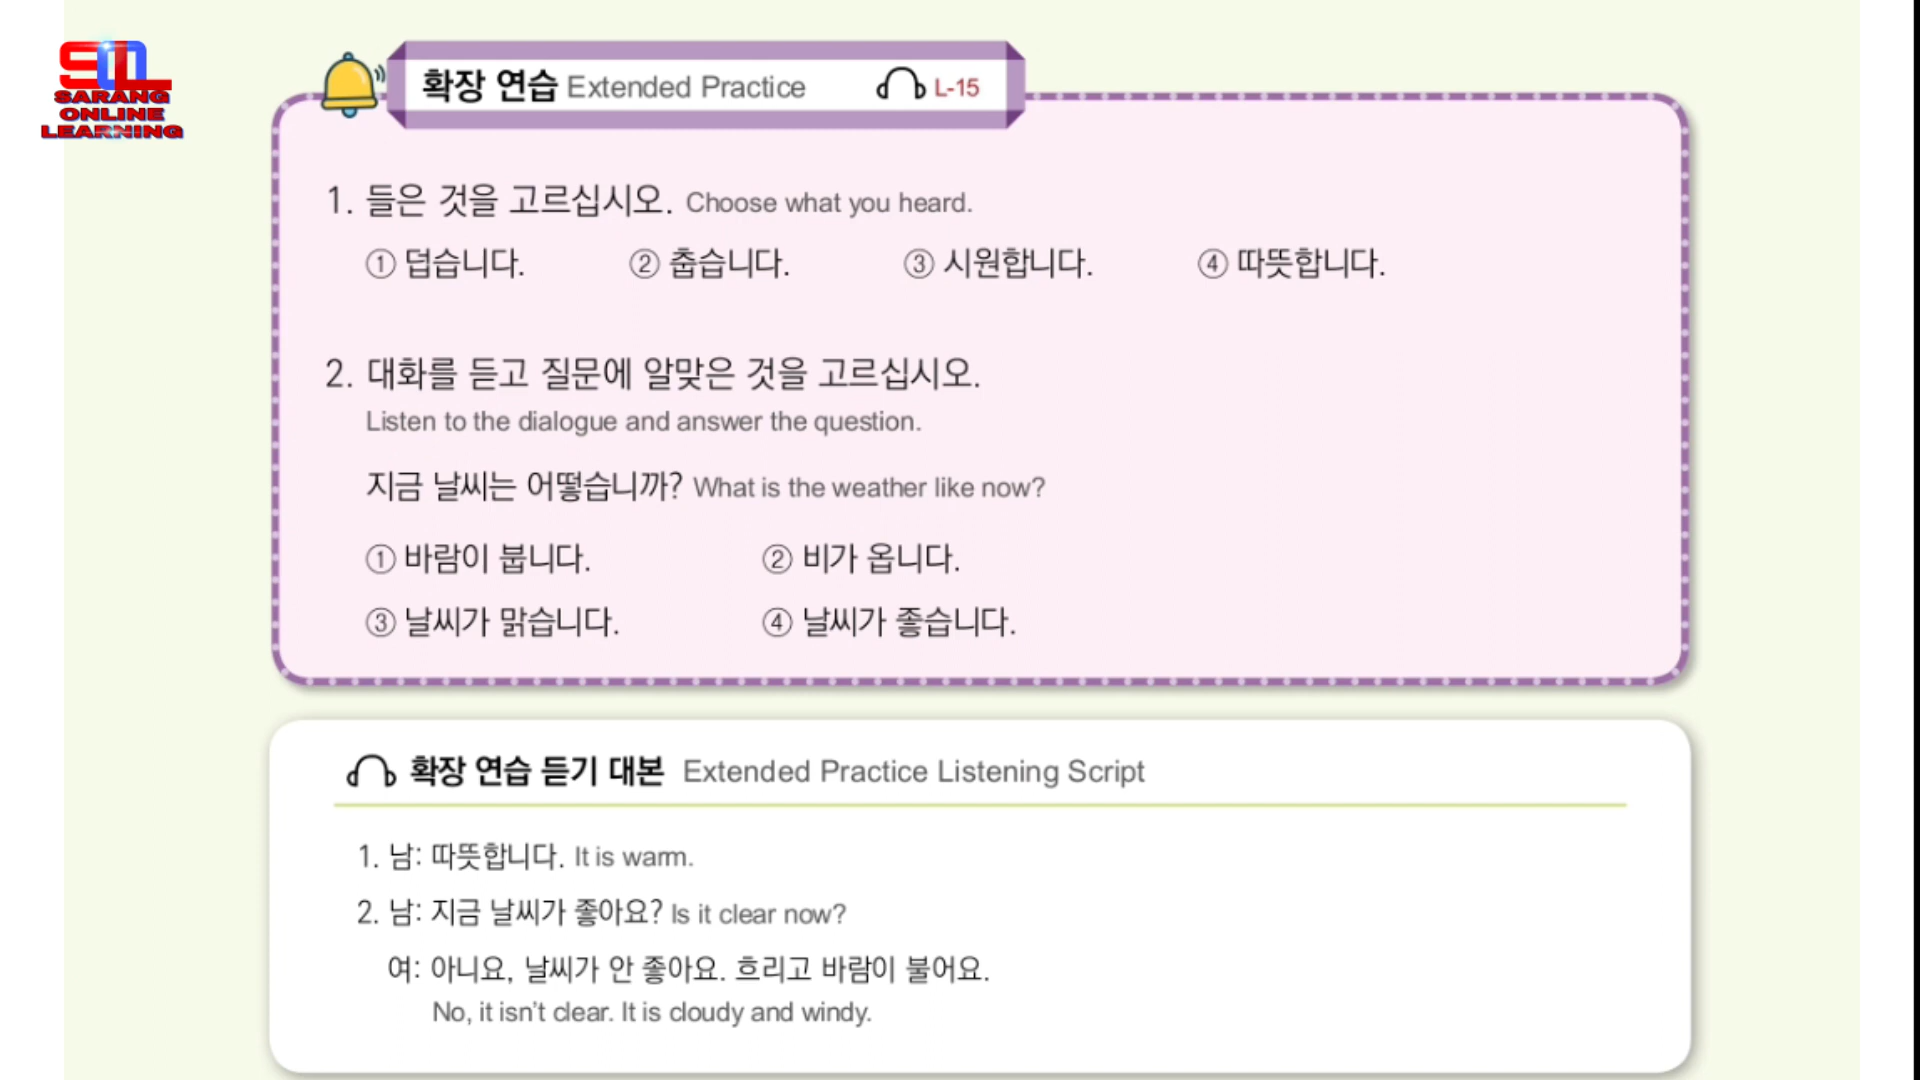 SOL
SARANG
ONLINE
LEARNING
확장 연습 Extended Practice L-15
1. 들은 것을 고르십시오. Choose what you heard.
① 덥습니다. ② 춥습니다. ③ 시원합니다. ④ 따뜻합니다.
2. 대화를 듣고 질문에 알맞은 것을 고르십시오.
Listen to the dialogue and answer the question.
지금 날씨는 어떻습니까? What is the weather like now?
① 바람이 붑니다. ② 비가 옵니다.
③ 날씨가 맑습니다. ④ 날씨가 좋습니다.
확장 연습 듣기 대본 Extended Practice Listening Script
1. 남: 따뜻합니다. It is warm.
2. 남: 지금 날씨가 좋아요? Is it clear now?
여: 아니요, 날씨가 안 좋아요. 흐리고 바람이 불어요.
No, it isn't clear. It is cloudy and windy.